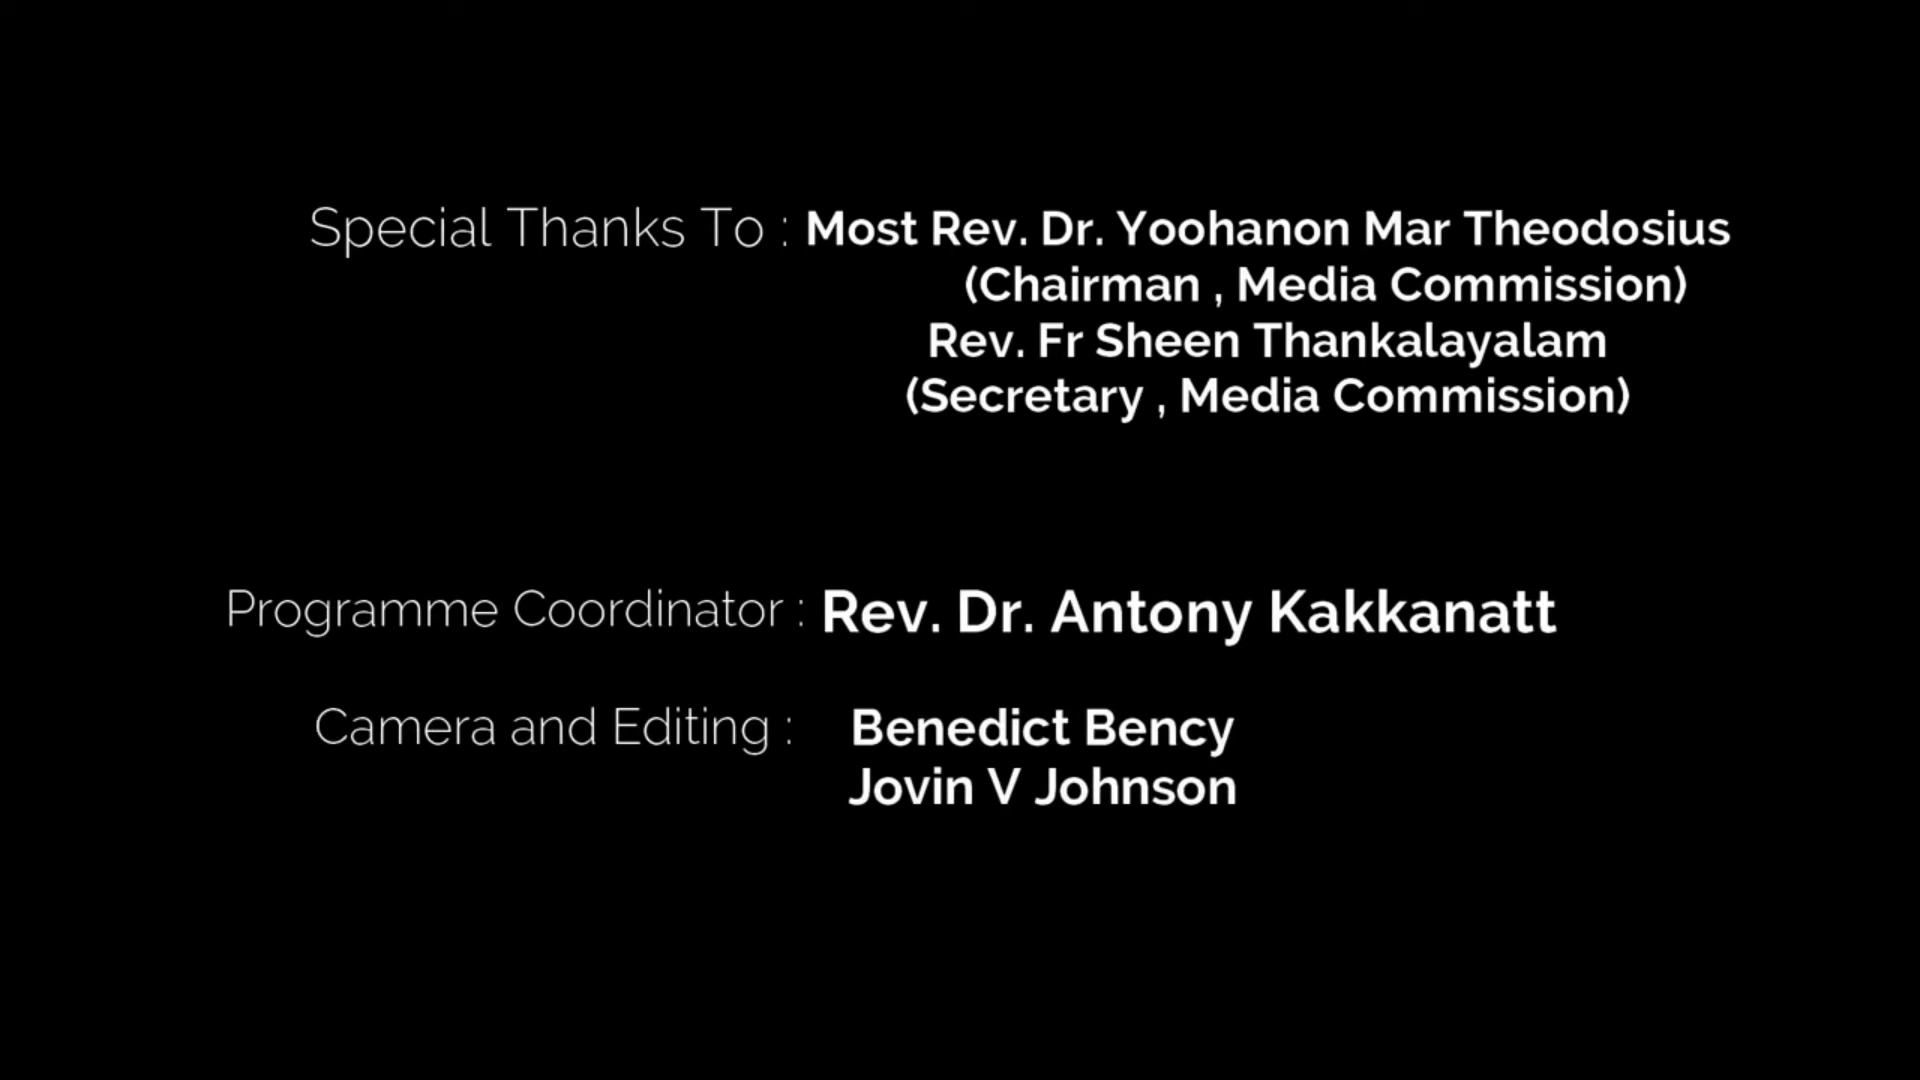 Special Thanks To : Most Rev. Dr. Yoohanon Mar Theodosius
(Chairman , Media Commission)
Rev. Fr Sheen Thankalayalam
(Secretary , Media Commission)
Programme Coordinator : Rev. Dr. Antony Kakkanatt
Camera and Editing : Benedict Bency
Jovin V Johnson